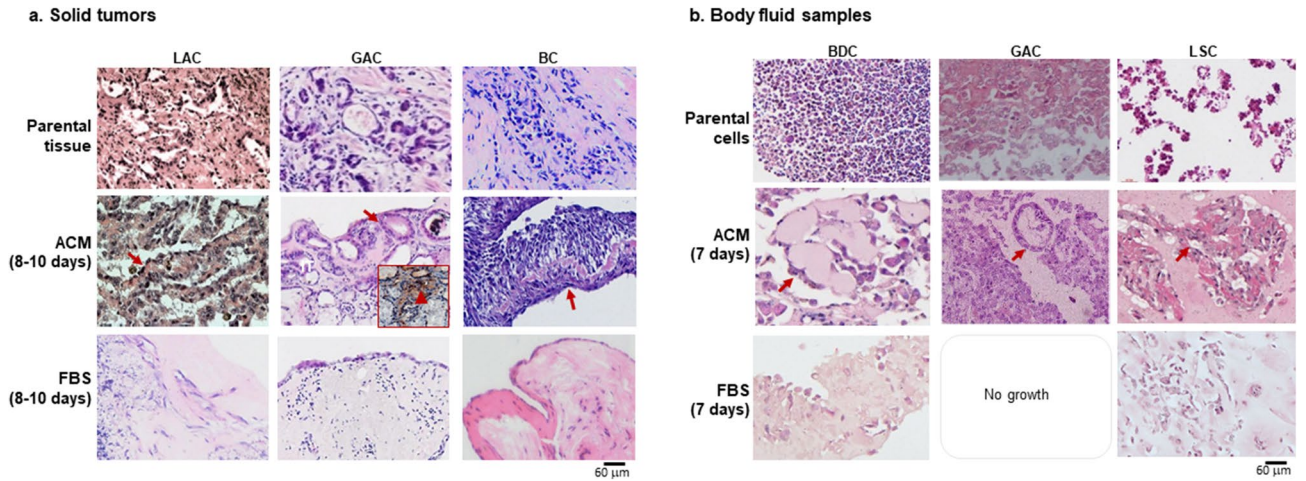 a. Solid tumors
LAC GAC BC
Parental
tissue
ACM
(8-10 days)
FBS
(8-10 days)
60 μm
b. Body fluid samples
BDC GAC LSC
Parental
cells
ACM
(7 days)
FBS
(7 days)
No growth
60 μm